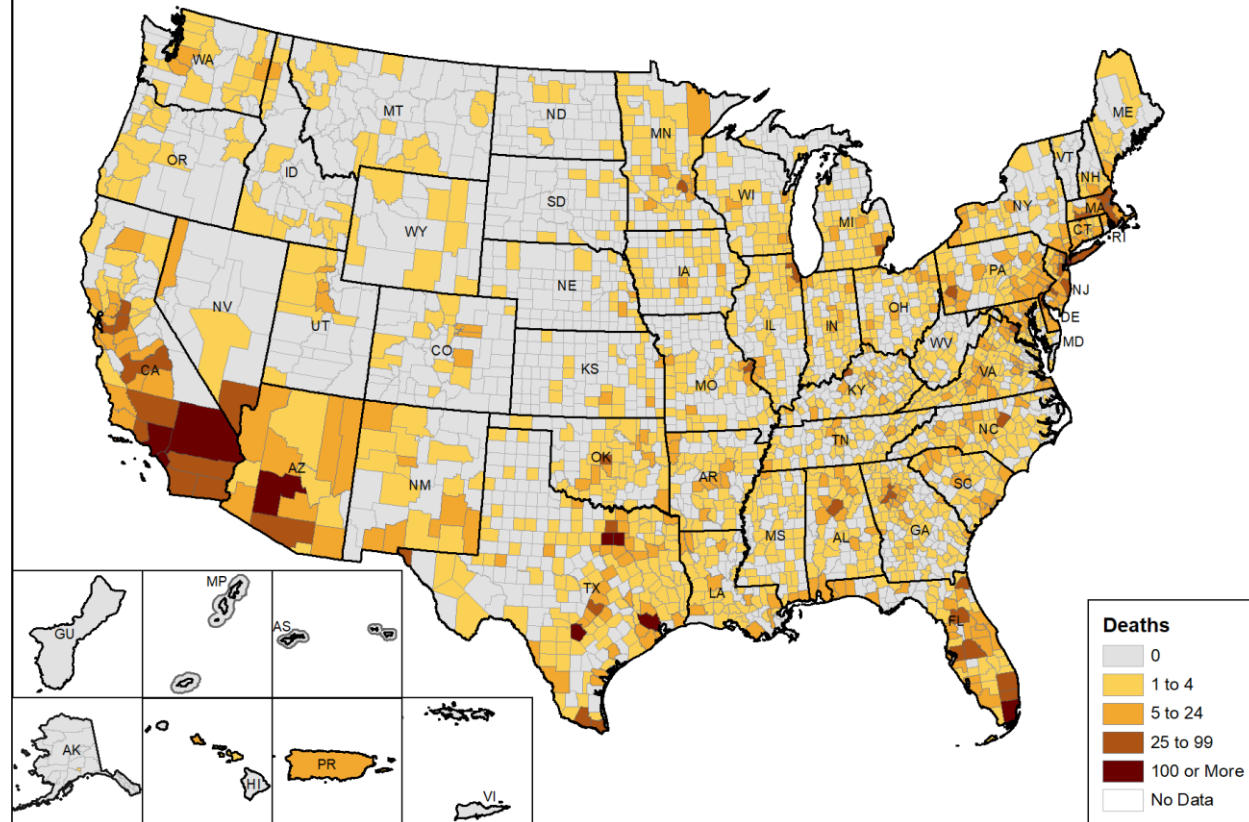 WA
MT
ND
MN
ME
OR
ID
SD
WI
MI
VT
NH
NY
MA
CT
RI
WY
IA
NE
PA
NJ
NV
UT
CO
IL
IN
OH
DE
MD
WV
CA
KS
MO
KY
VA
AZ
NM
OK
AR
TN
NC
SC
MS
AL
GA
TX
LA
FL
GU
MP
AS
AK
HI
PR
VI
Deaths
0
1 to 4
5 to 24
25 to 99
100 or More
No Data